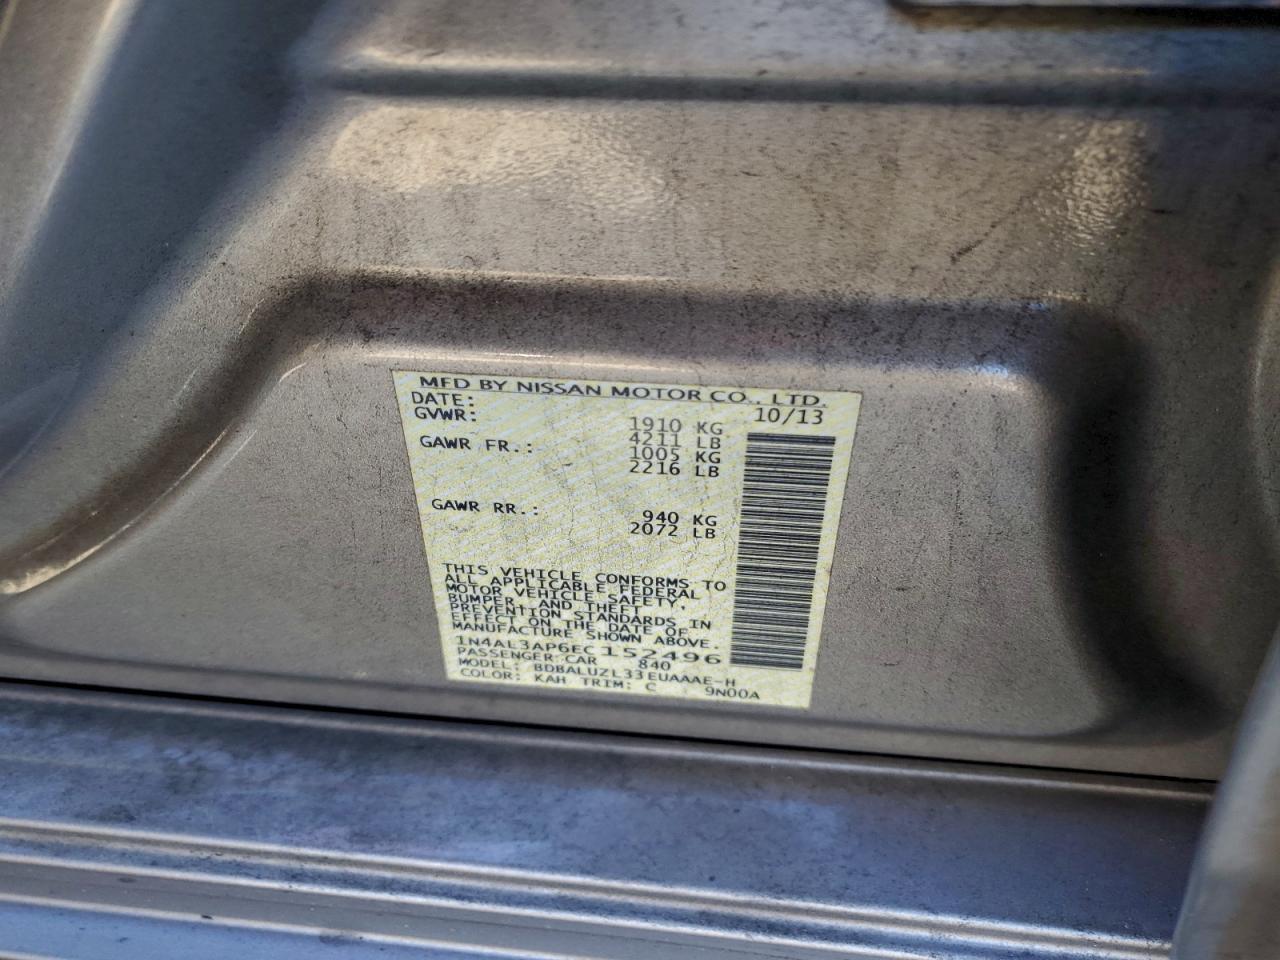 MFD BY NISSAN MOTOR CO., LTD.
DATE: 10/13
GVWR: 1910 KG
4211 LB
GAWR FR.: 1005 KG
2216 LB
GAWR RR.: 940 KG
2072 LB
THIS VEHICLE CONFORMS TO
ALL APPLICABLE FEDERAL
MOTOR VEHICLE SAFETY,
BUMPER, AND THEFT
PREVENTION STANDARDS IN
EFFECT ON THE DATE OF
MANUFACTURE SHOWN ABOVE.
1N4AL3AP6EC152496
PASSENGER CAR 840
MODEL: BDBALUZL33EUAAAE-H
COLOR: KAH TRIM: C 9N00A